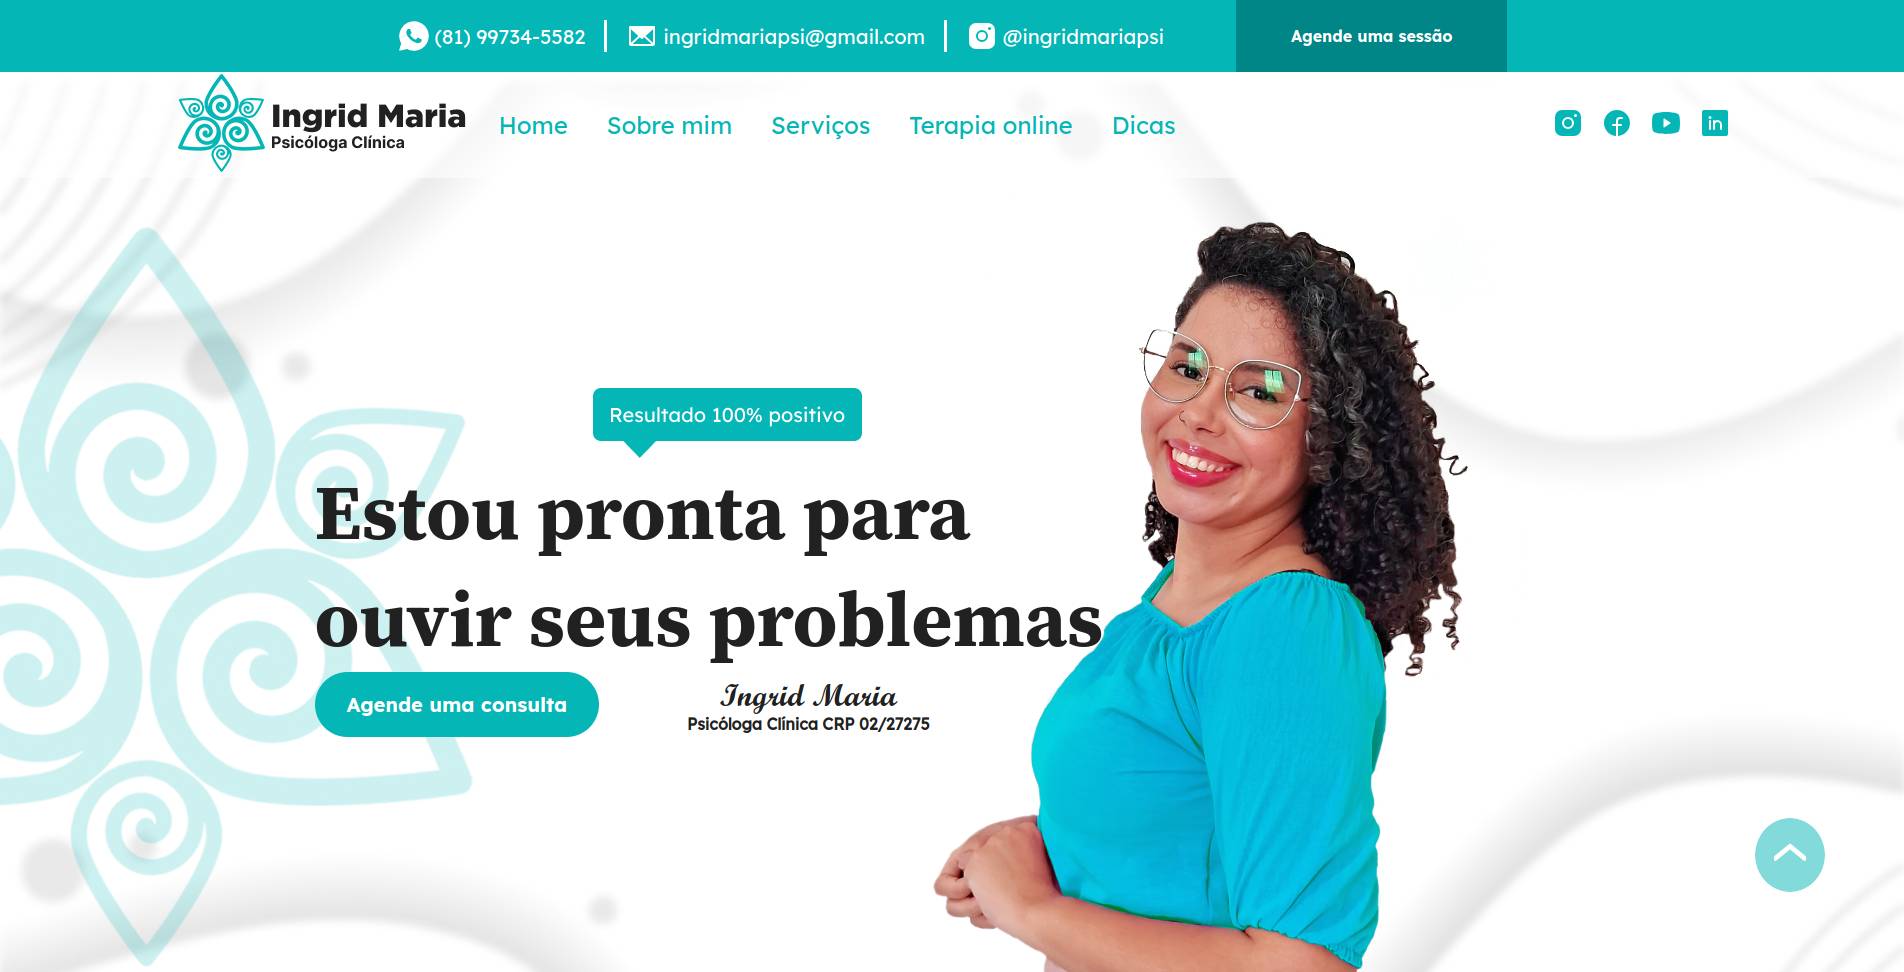 (81) 99734-5582
ingridmariapsi@gmail.com
@ingridmariapsi
Agende uma sessão
Ingrid Maria
Psicóloga Clínica
Home
Sobre mim
Serviços
Terapia online
Dicas
Resultado 100% positivo
Estou pronta para
ouvir seus problemas
Agende uma consulta
Ingrid Maria
Psicóloga Clínica CRP 02/27275